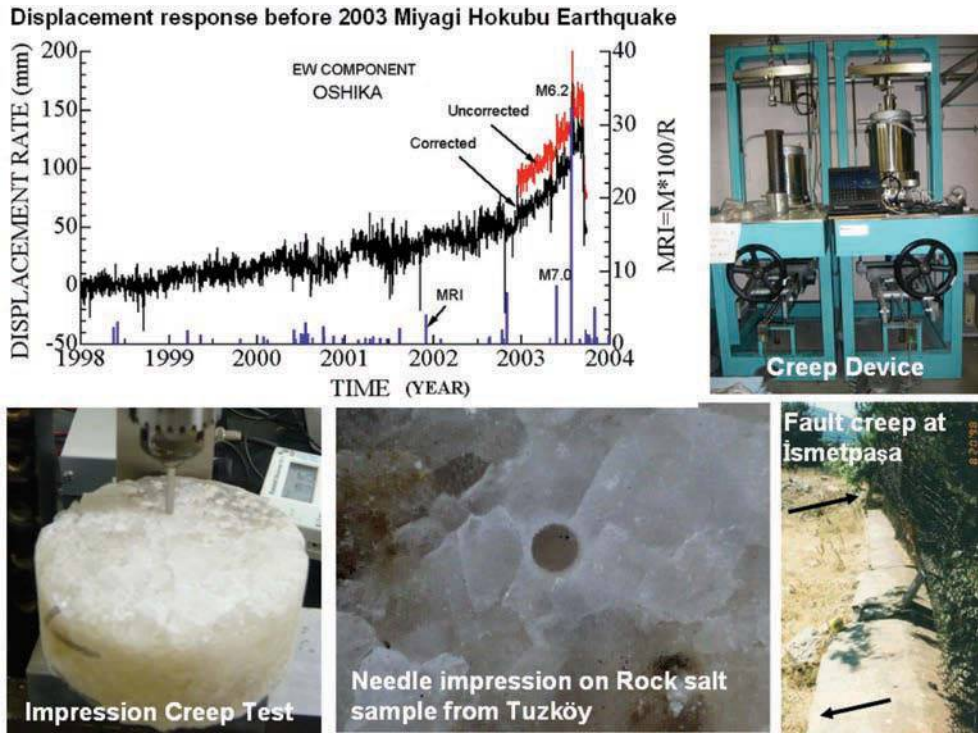 Displacement response before 2003 Miyagi Hokubu Earthquake
DISPLACEMENT RATE (mm)
200
150
100
50
0
-50
EW COMPONENT
OSHIKA
Uncorrected
Corrected
M6.2
M7.0
MRI
40
30
20
10
0
MRI=M*100/R
1998
1999
2000
2001
2002
2003
2004
TIME (YEAR)
Creep Device
Impression Creep Test
Needle impression on Rock salt
sample from Tuzköy
Fault creep at
İsmetpaşa